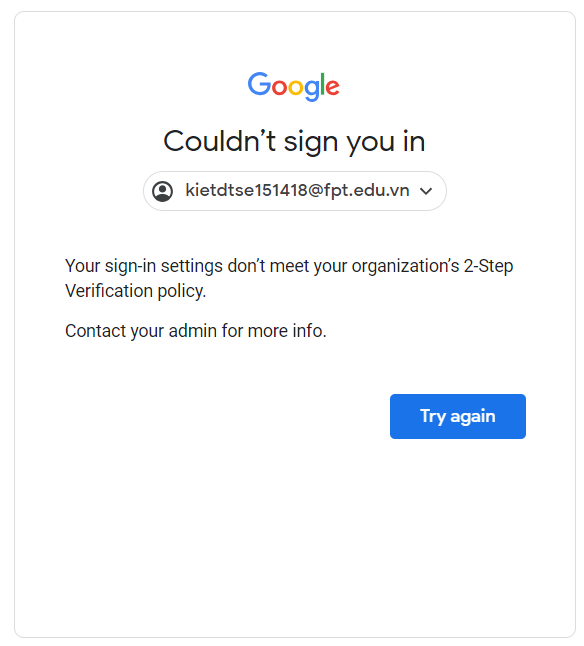 Google
Couldn’t sign you in
kietdtse151418@fpt.edu.vn
Your sign-in settings don’t meet your organization’s 2-Step
Verification policy.
Contact your admin for more info.
Try again